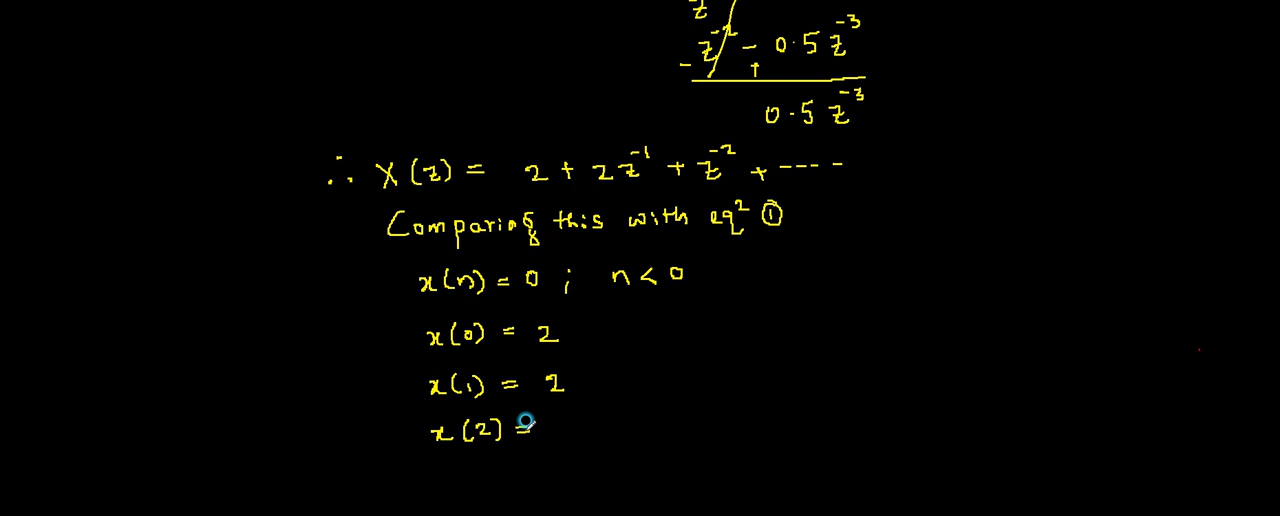 z
- z⁻² - 0.5 z⁻³
+
0.5 z⁻³
∴ X(z) = 2 + 2z⁻¹ + z⁻² + ----
Comparing this with eqⁿ ①
x(n) = 0 ; n < 0
x(0) = 2
x(1) = 2
x(2) =